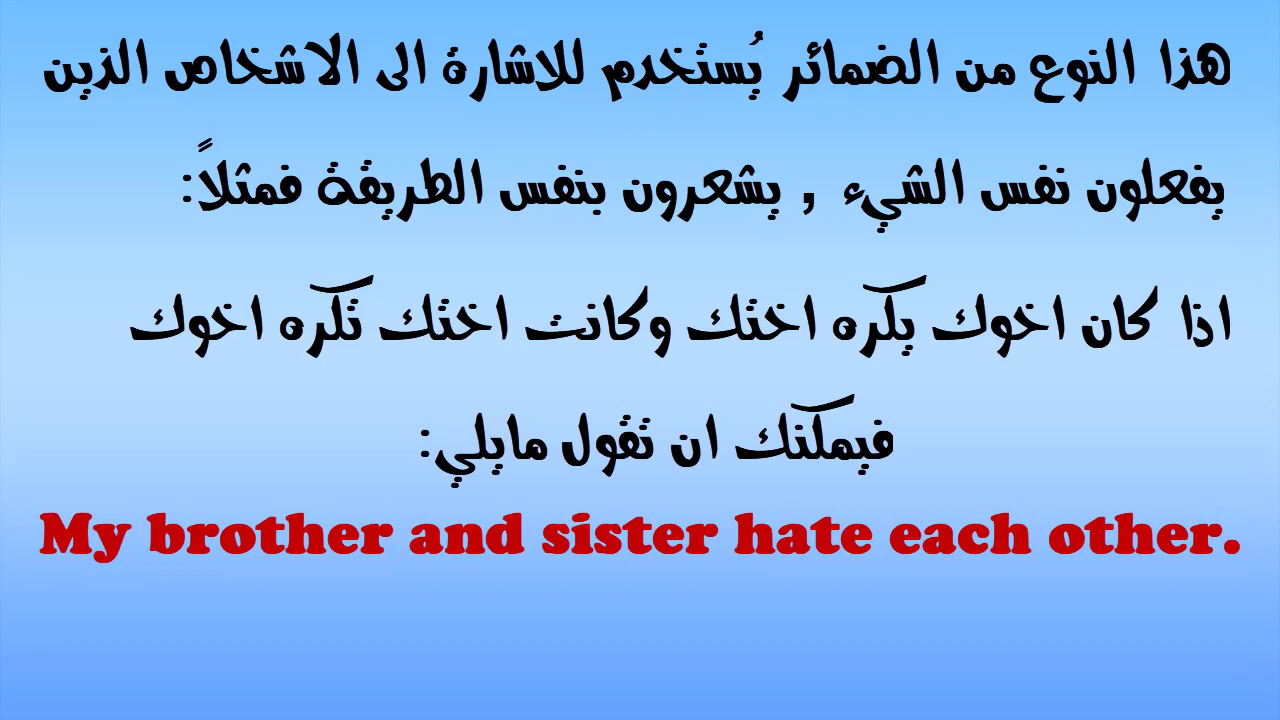 هذا النوع من الضمائر يُستخدم للاشارة الى الاشخاص الذين
يفعلون نفس الشيء , يشعرون بنفس الطريقة فمثلاً:
اذا كان اخوك يكره اختك وكانت اختك تكره اخوك
فيمكنك ان تقول مايلي:
My brother and sister hate each other.